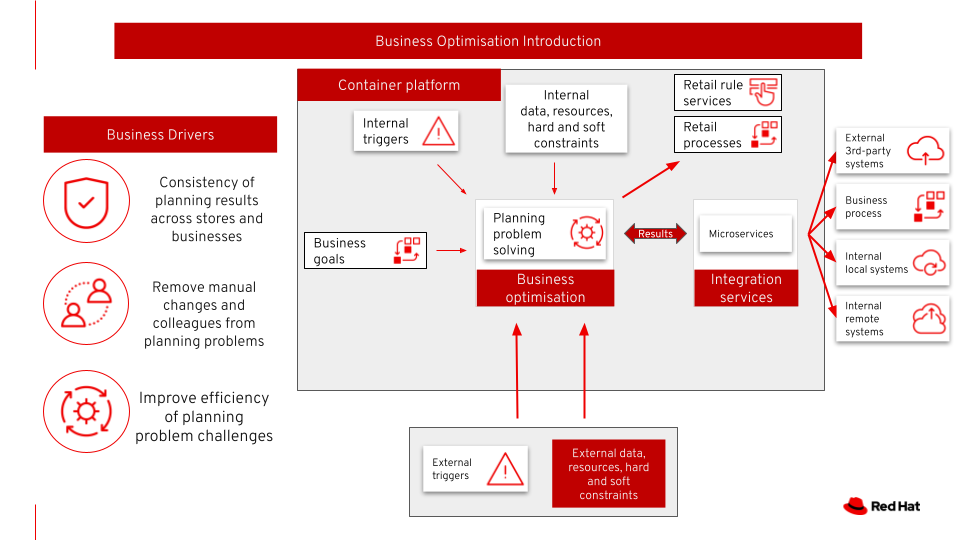 Business Optimisation Introduction
Business Drivers
Consistency of
planning results
across stores and
businesses
Remove manual
changes and
colleagues from
planning problems
Improve efficiency
of planning
problem challenges
Container platform
Internal
triggers
Internal
data, resources,
hard and soft
constraints
Retail rule
services
Retail
processes
Business
goals
Planning
problem
solving
Business
optimisation
Results
Microservices
Integration
services
External
3rd-party
systems
Business
process
Internal
local systems
Internal
remote
systems
External
triggers
External data,
resources, hard
and soft
constraints
Red Hat